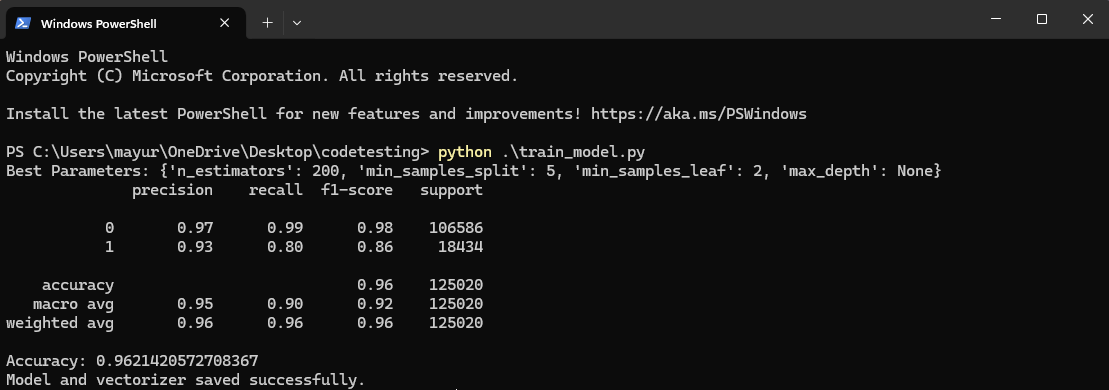 Windows PowerShell
Windows PowerShell
Copyright (C) Microsoft Corporation. All rights reserved.
Install the latest PowerShell for new features and improvements! https://aka.ms/PSWindows
PS C:\Users\mayur\OneDrive\Desktop\codetesting> python .\train_model.py
Best Parameters: {'n_estimators': 200, 'min_samples_split': 5, 'min_samples_leaf': 2, 'max_depth': None}
              precision    recall  f1-score   support
           0       0.97      0.99      0.98    106586
           1       0.93      0.80      0.86     18434
    accuracy                           0.96    125020
   macro avg       0.95      0.90      0.92    125020
weighted avg       0.96      0.96      0.96    125020
Accuracy: 0.9621420572708367
Model and vectorizer saved successfully.